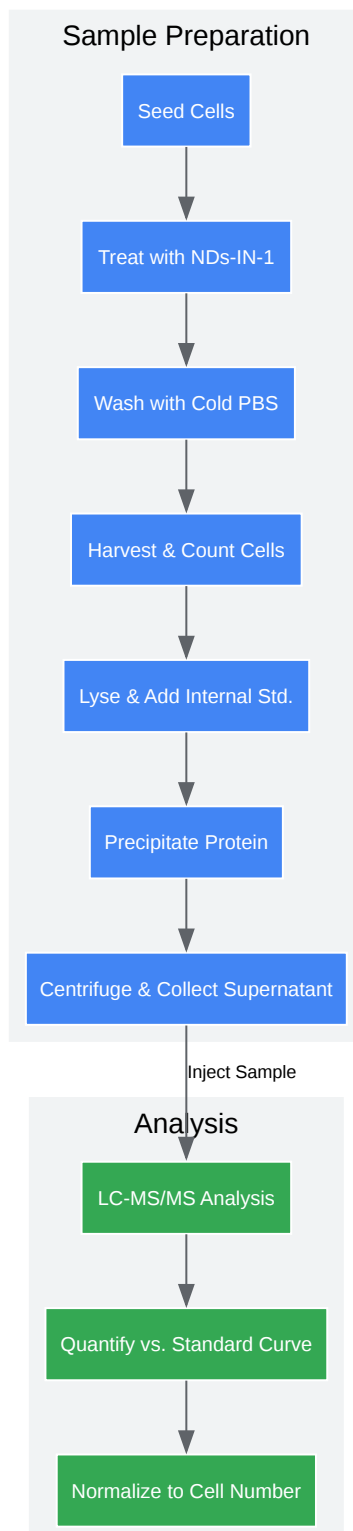 Sample Preparation
Seed Cells
Treat with NDs-IN-1
Wash with Cold PBS
Harvest & Count Cells
Lyse & Add Internal Std.
Precipitate Protein
Centrifuge & Collect Supernatant
Inject Sample
Analysis
LC-MS/MS Analysis
Quantify vs. Standard Curve
Normalize to Cell Number